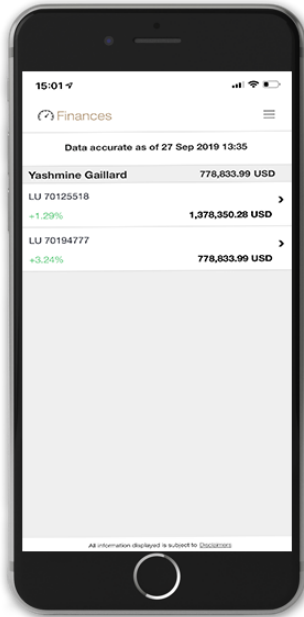 15:01
Finances
Data accurate as of 27 Sep 2019 13:35
Yashmine Gaillard 778,833.99 USD
LU 70125518
+1.29% 1,378,350.28 USD
LU 70194777
+3.24% 778,833.99 USD
All information displayed is subject to Disclaimers